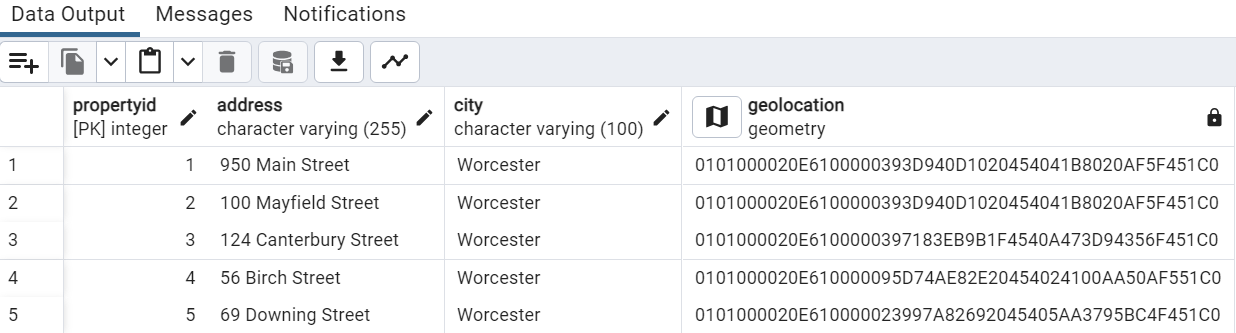 Data Output Messages Notifications
propertyid address city geolocation
[PK] integer character varying (255) character varying (100) geometry
1 1 950 Main Street Worcester 0101000020E6100000393D940D1020454041B8020AF5F451C0
2 2 100 Mayfield Street Worcester 0101000020E6100000393D940D1020454041B8020AF5F451C0
3 3 124 Canterbury Street Worcester 0101000020E6100000397183EB9B1F4540A473D94356F451C0
4 4 56 Birch Street Worcester 0101000020E610000095D74AE82E20454024100AA50AF551C0
5 5 69 Downing Street Worcester 0101000020E610000023997A82692045405AA3795BC4F451C0